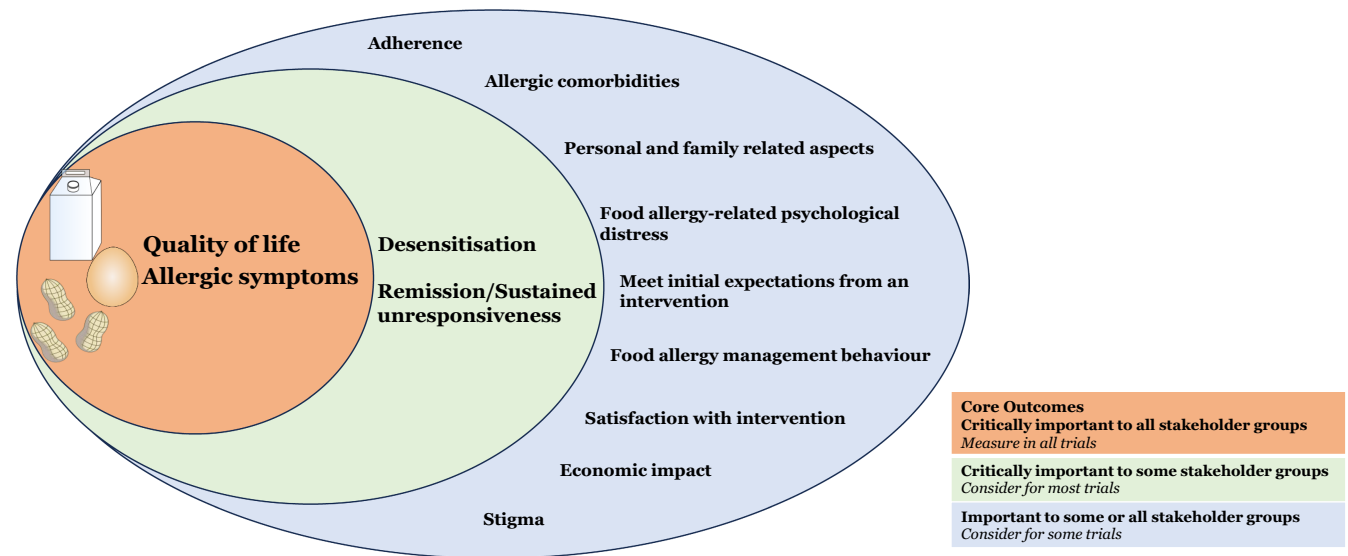 Adherence
Allergic comorbidities
Personal and family related aspects
Food allergy-related psychological
distress
Quality of life
Allergic symptoms
Desensitisation
Remission/Sustained
unresponsiveness
Meet initial expectations from an
intervention
Food allergy management behaviour
Satisfaction with intervention
Economic impact
Stigma
Core Outcomes
Critically important to all stakeholder groups
Measure in all trials
Critically important to some stakeholder groups
Consider for most trials
Important to some or all stakeholder groups
Consider for some trials